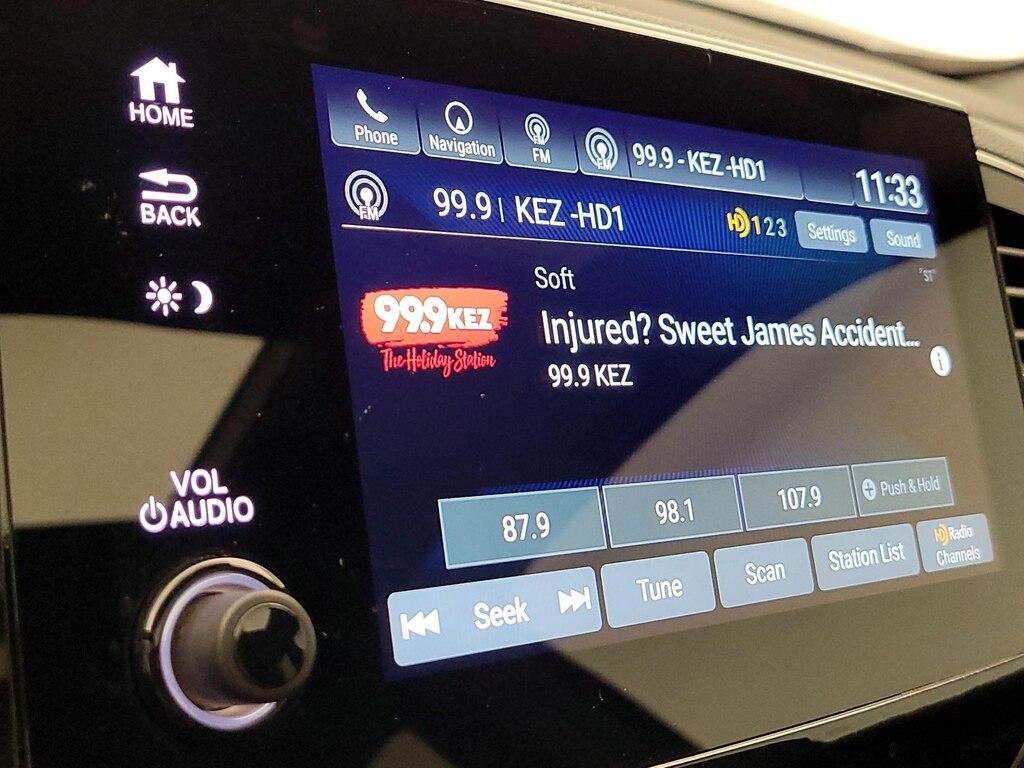 HOME
BACK
VOL
AUDIO
Phone
Navigation
FM
FM
99.9 - KEZ -HD1
11:33
FM
99.9 | KEZ -HD1
HD 1 2 3
Settings
Sound
Soft
"ST"
99.9 KEZ
The Holiday Station
Injured? Sweet James Accident...
99.9 KEZ
i
87.9
98.1
107.9
+ Push & Hold
Seek
Tune
Scan
Station List
HD Radio
Channels